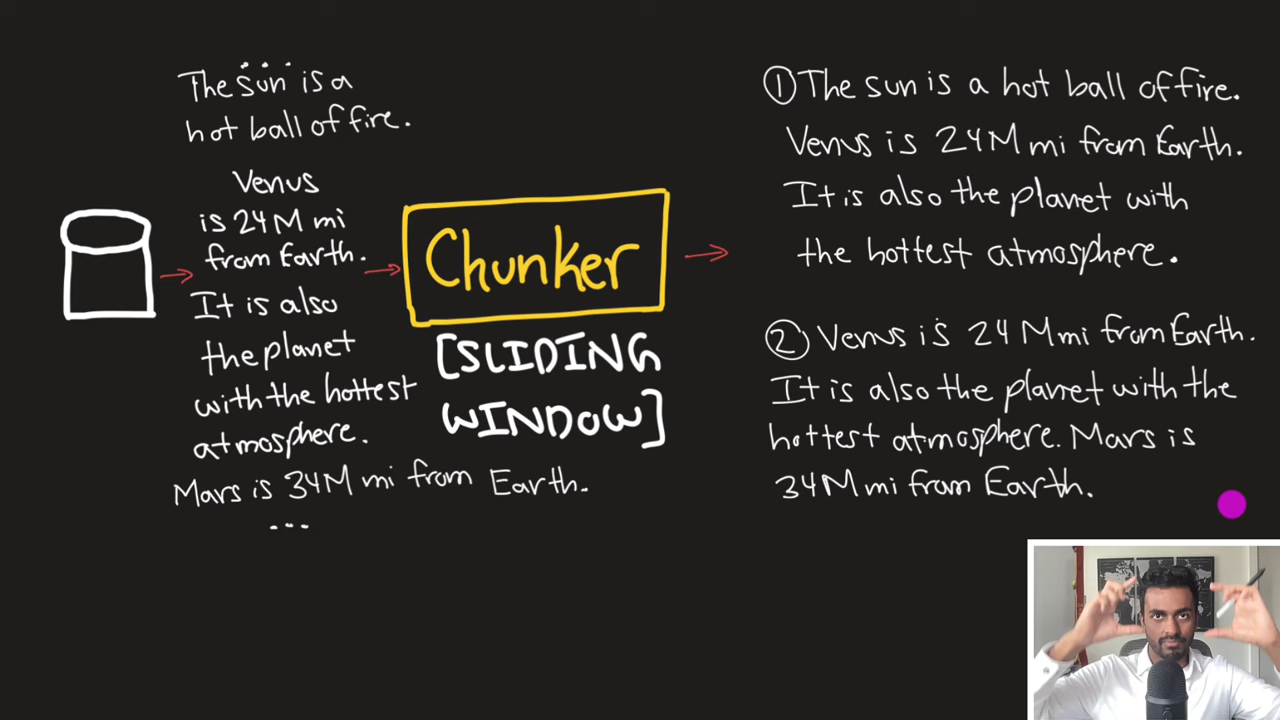 ...
The sun is a
hot ball of fire.
Venus
is 24M mi
from Earth.
It is also
the planet
with the hottest
atmosphere.
Mars is 34M mi from Earth.
...
Chunker
[SLIDING
WINDOW]
① The sun is a hot ball of fire.
Venus is 24M mi from Earth.
It is also the planet with
the hottest atmosphere.
② Venus is 24M mi from Earth.
It is also the planet with the
hottest atmosphere. Mars is
34M mi from Earth.